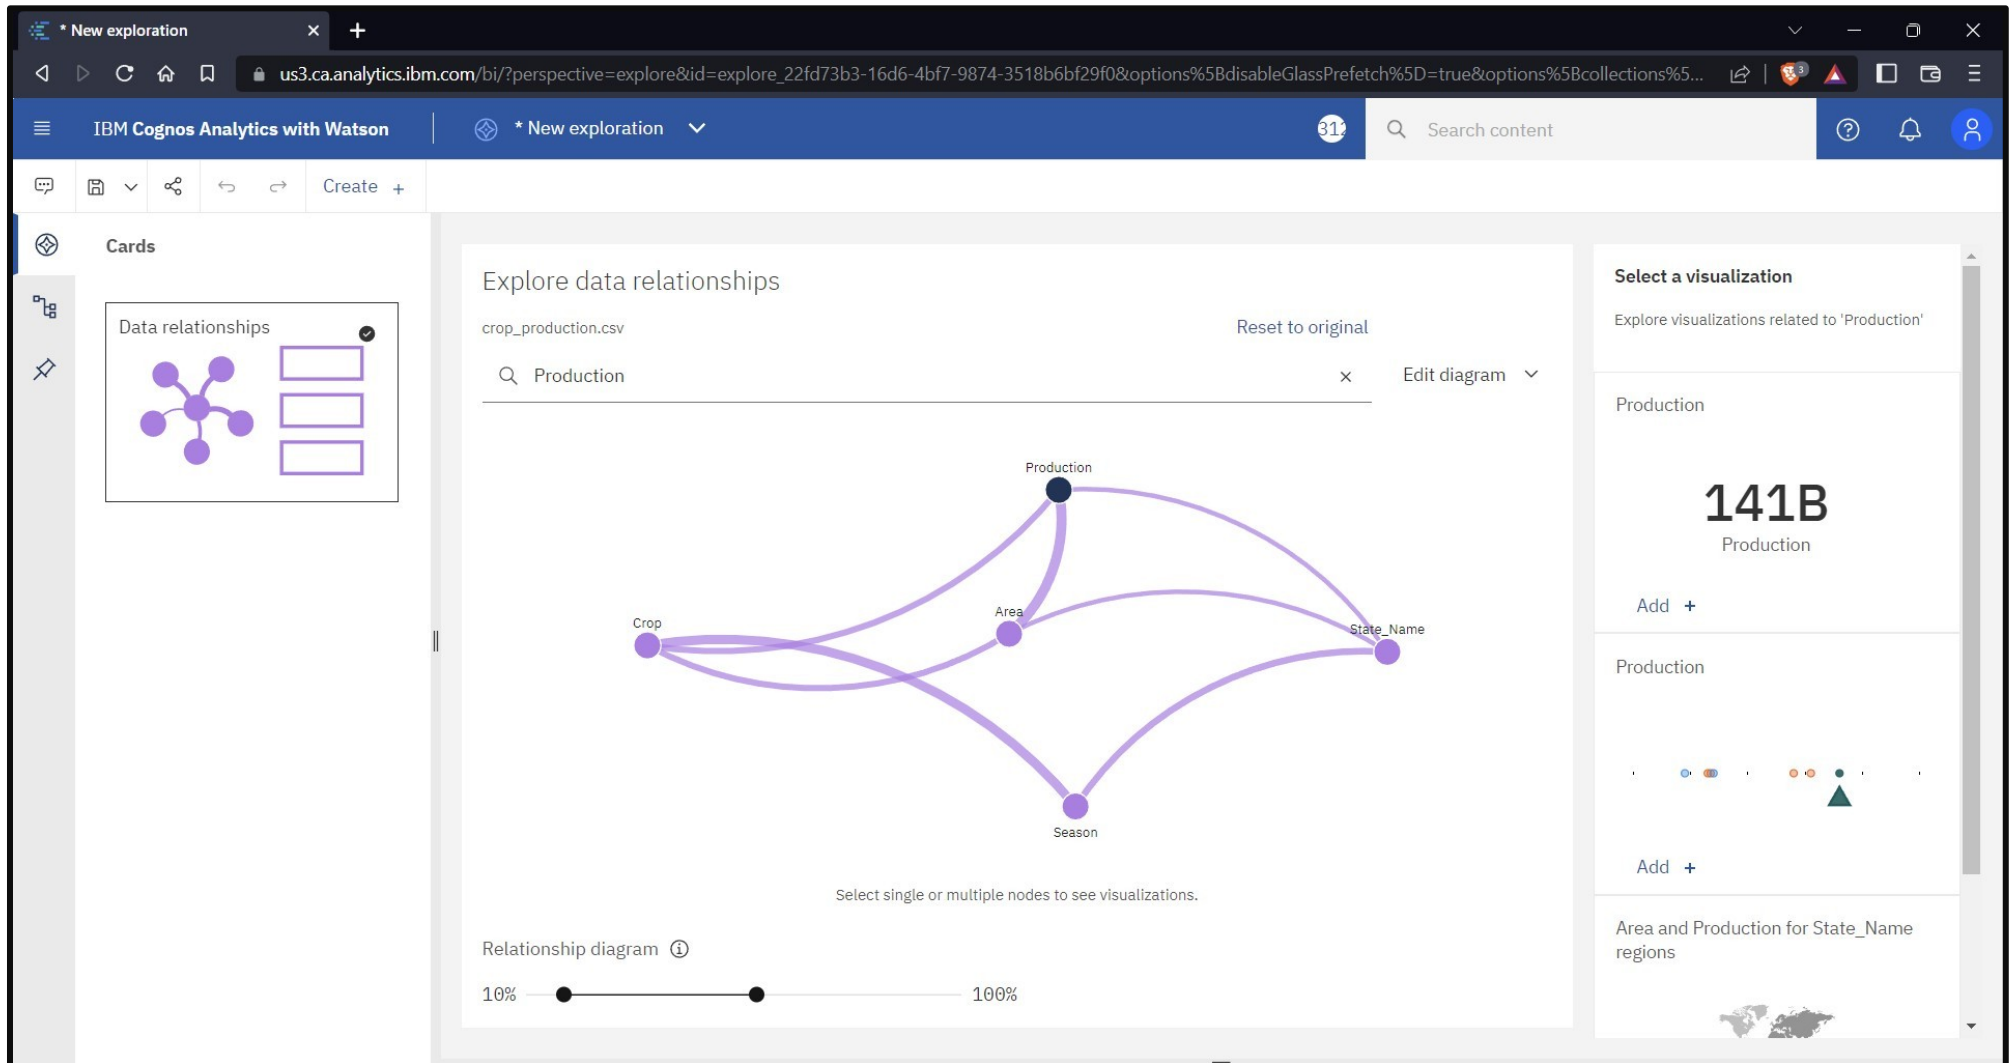 * New exploration
us3.ca.analytics.ibm.com/bi/?perspective=explore&id=explore_22fd73b3-16d6-4bf7-9874-3518b6bf29f0&options%5BdisableGlassPrefetch%5D=true&options%5Bcollections%5...
3
IBM Cognos Analytics with Watson
* New exploration
Search content
Create +
Cards
Data relationships
Explore data relationships
crop_production.csv
Reset to original
Production
Edit diagram
Production
Area
Crop
State_Name
Season
Select single or multiple nodes to see visualizations.
Relationship diagram
10%
100%
Select a visualization
Explore visualizations related to 'Production'
Production
141B
Production
Add +
Production
Add +
Area and Production for State_Name
regions